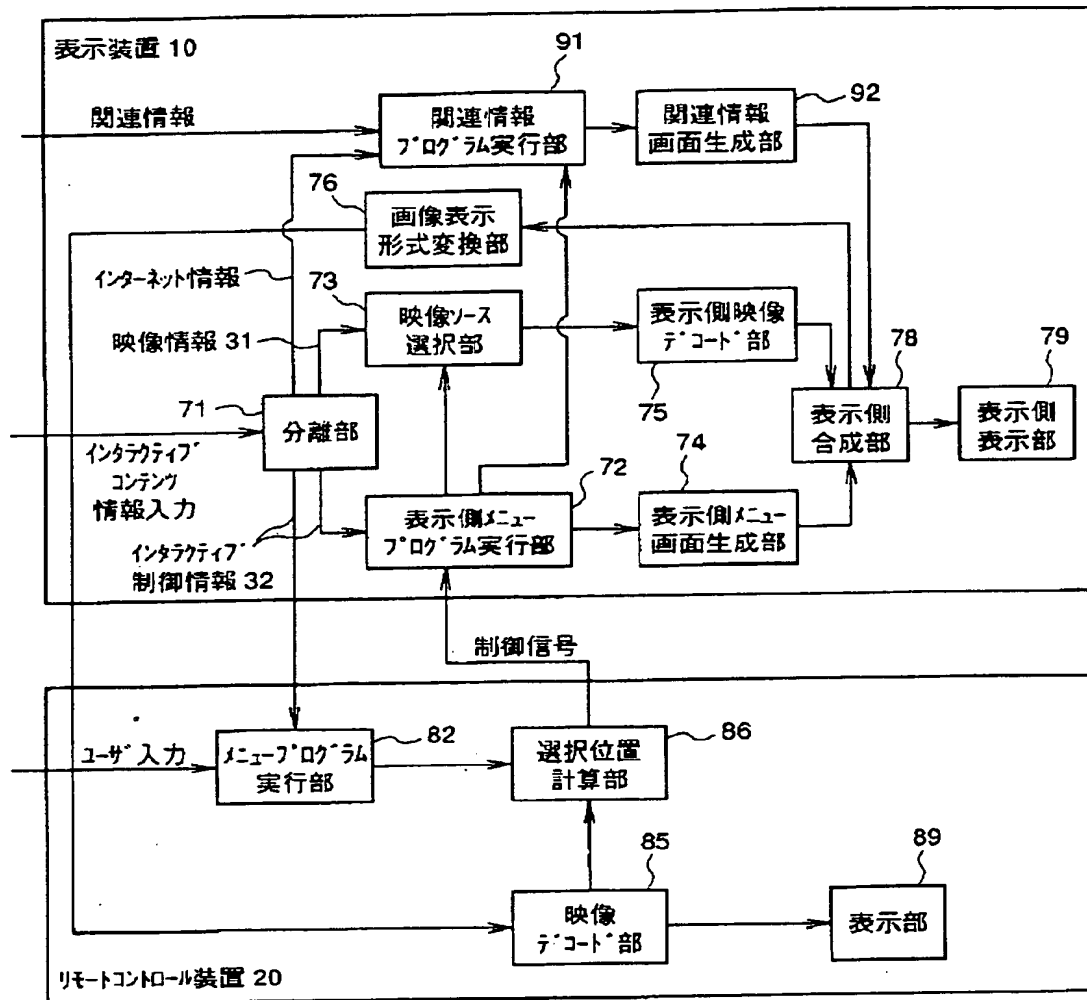 表示装置 10
91
関連情報
関連情報
プログラム実行部
92
関連情報
画面生成部
76
画像表示
形式変換部
インターネット情報
73
映像ソース
選択部
表示側映像
デコード部
75
映像情報 31
78
表示側
合成部
79
表示側
表示部
71
分離部
インタラクティブ
コンテンツ
情報入力
72
表示側メニュー
プログラム実行部
74
表示側メニュー
画面生成部
インタラクティブ
制御情報 32
制御信号
ユーザ入力
82
メニュープログラム
実行部
86
選択位置
計算部
85
映像
デコード部
89
表示部
リモートコントロール装置 20